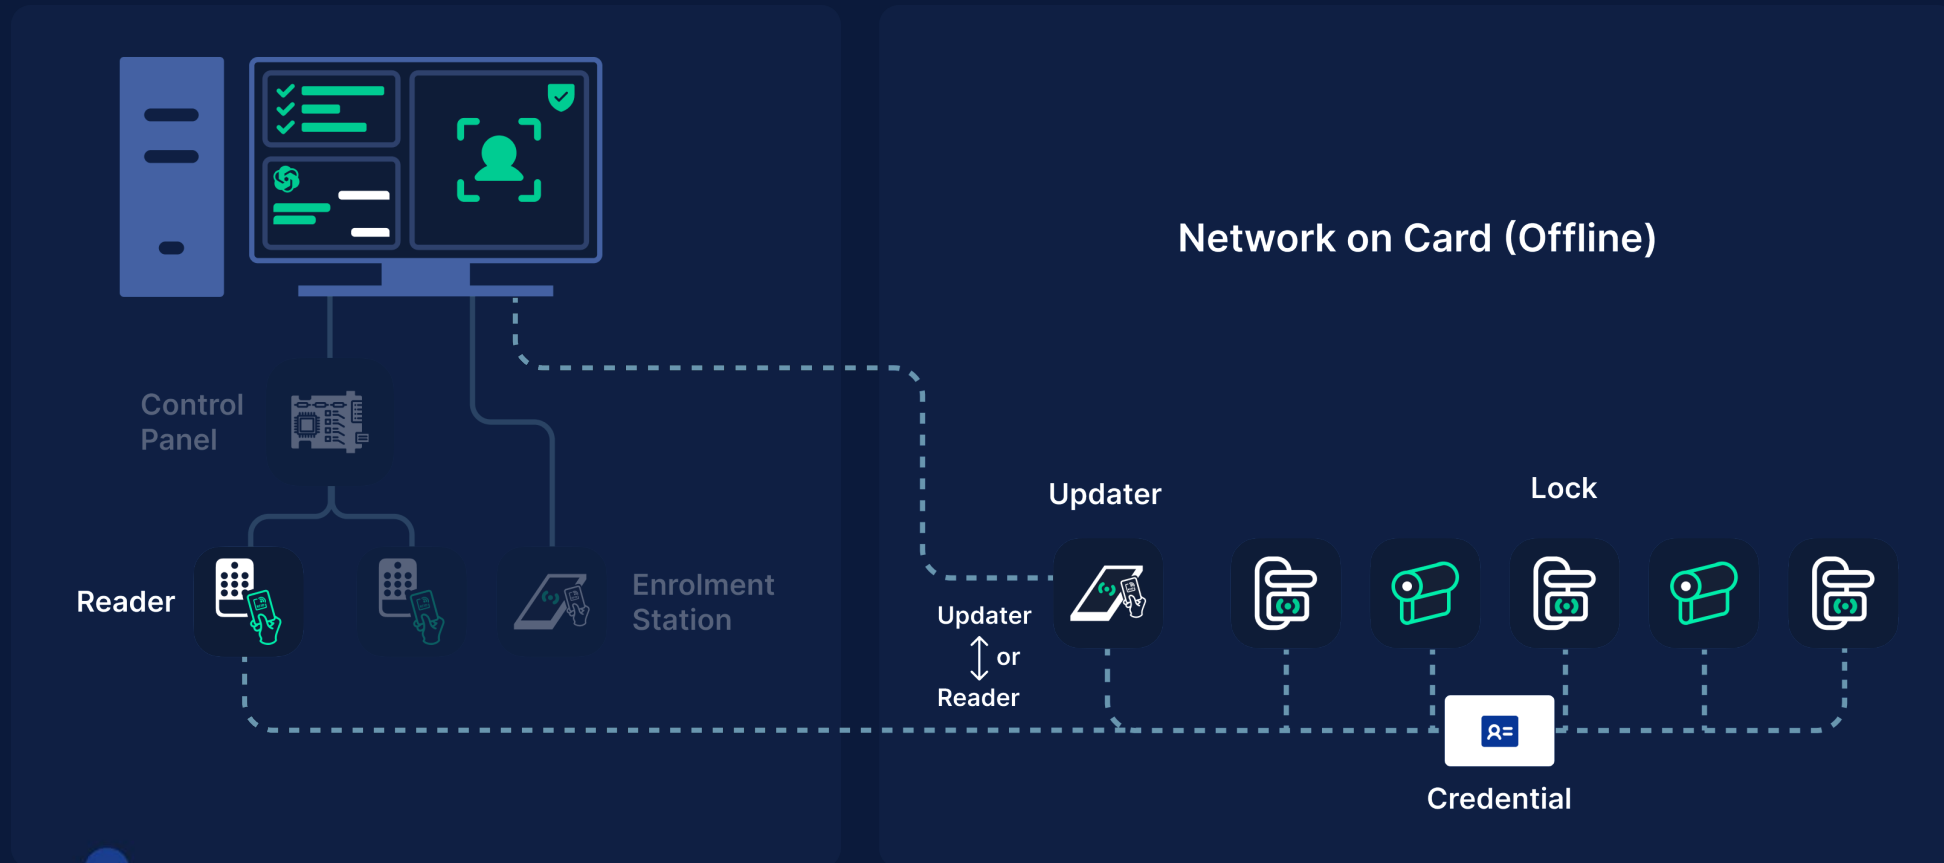 Network on Card (Offline)
Control
Panel
Updater
Lock
Reader
Enrolment
Station
Updater
or
Reader
Credential